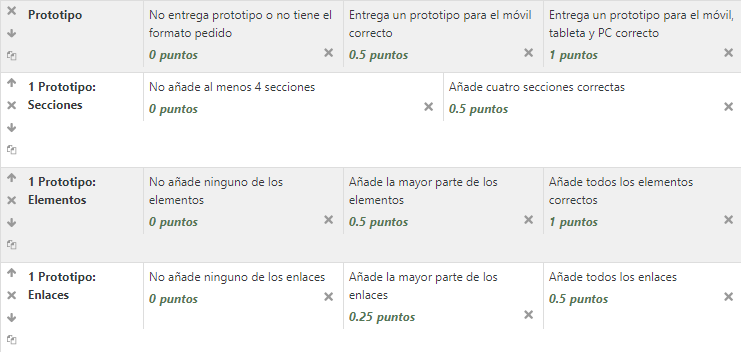 Prototipo
No entrega prototipo o no tiene el
formato pedido
0 puntos
Entrega un prototipo para el móvil
correcto
0.5 puntos
Entrega un prototipo para el móvil,
tableta y PC correcto
1 puntos
1 Prototipo:
Secciones
No añade al menos 4 secciones
0 puntos
Añade cuatro secciones correctas
0.5 puntos
1 Prototipo:
Elementos
No añade ninguno de los
elementos
0 puntos
Añade la mayor parte de los
elementos
0.5 puntos
Añade todos los elementos
correctos
1 puntos
1 Prototipo:
Enlaces
No añade ninguno de los enlaces
0 puntos
Añade la mayor parte de los
enlaces
0.25 puntos
Añade todos los enlaces
0.5 puntos